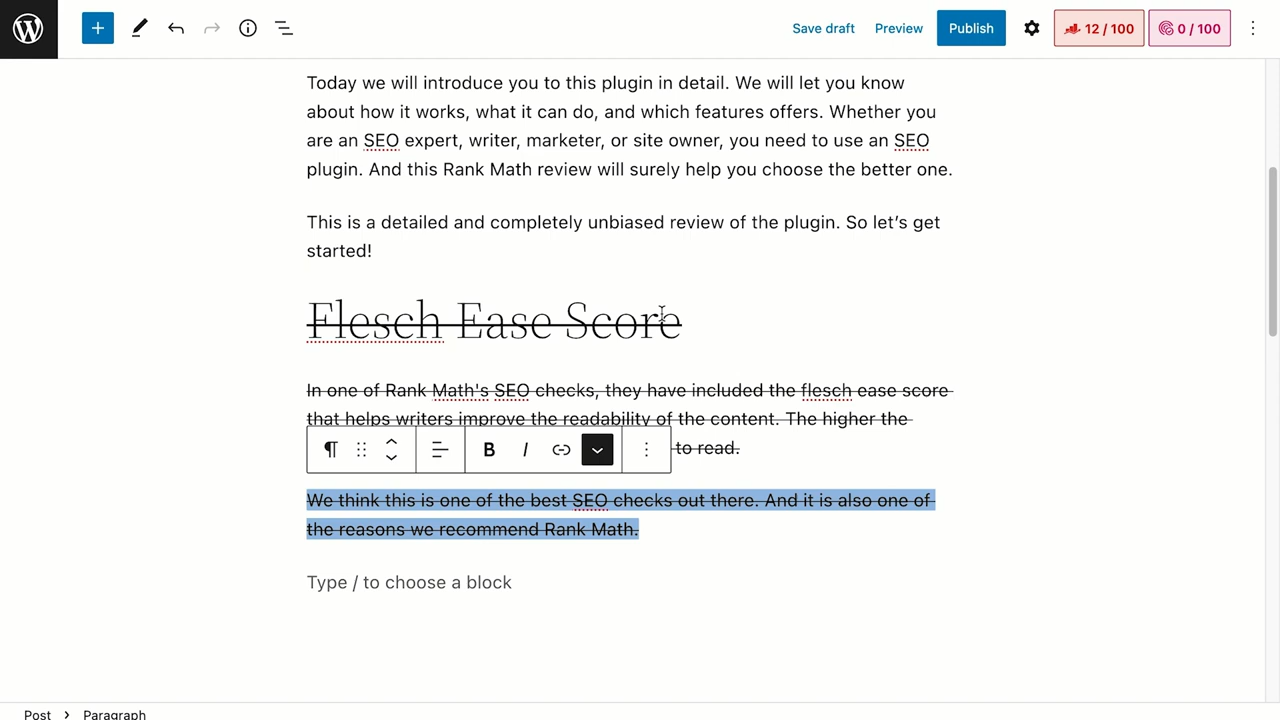 Save draft
Preview
Publish
12 / 100
0 / 100
Today we will introduce you to this plugin in detail. We will let you know
about how it works, what it can do, and which features offers. Whether you
are an SEO expert, writer, marketer, or site owner, you need to use an SEO
plugin. And this Rank Math review will surely help you choose the better one.
This is a detailed and completely unbiased review of the plugin. So let's get
started!
Flesch Ease Score
In one of Rank Math's SEO checks, they have included the flesch ease score
that helps writers improve the readability of the content. The higher the
to read.
B I
We think this is one of the best SEO checks out there. And it is also one of
the reasons we recommend Rank Math.
Type / to choose a block
Post > Paragraph